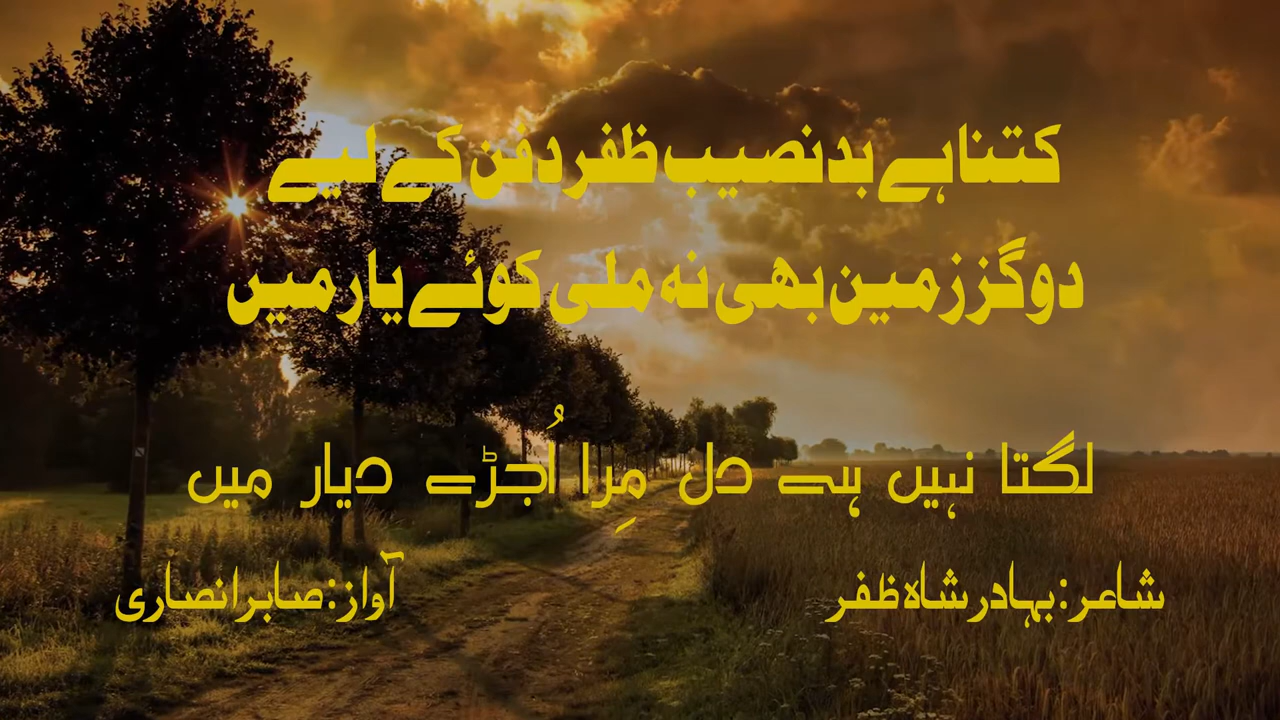 کتنا ہے بدنصیب ظفر دفن کے لیے
دو گز زمین بھی نہ ملی کوئے یار میں
لگتا نہیں ہے دل مِرا اُجڑے دیار میں
شاعر: بہادر شاہ ظفر
آواز: صابر انصاری